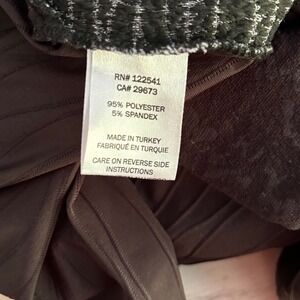 RN# 122541
CA# 29673
95% POLYESTER
5% SPANDEX
MADE IN TURKEY
FABRIQUÉ EN TURQUIE
CARE ON REVERSE SIDE
INSTRUCTIONS